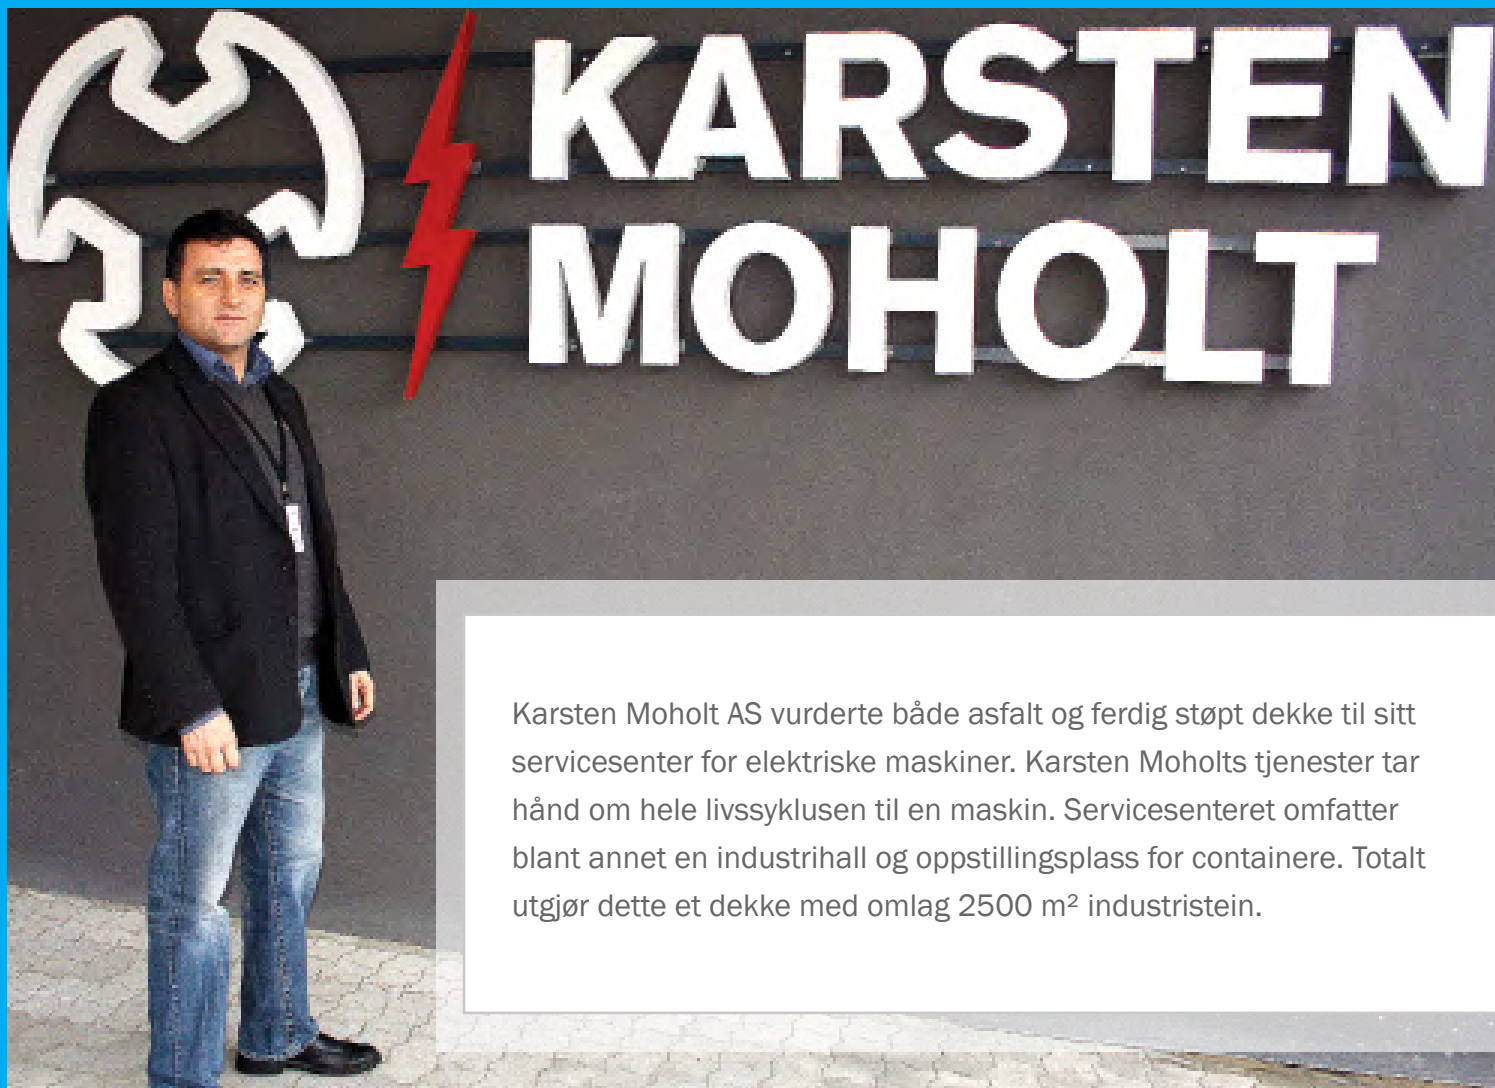 KARSTEN
MOHOLT
Karsten Moholt AS vurderte både asfalt og ferdig støpt dekke til sitt
servicesenter for elektriske maskiner. Karsten Moholts tjenester tar
hånd om hele livssyklusen til en maskin. Servicesenteret omfatter
blant annet en industrihall og oppstillingsplass for containere. Totalt
utgjør dette et dekke med omlag 2500 m² industristein.